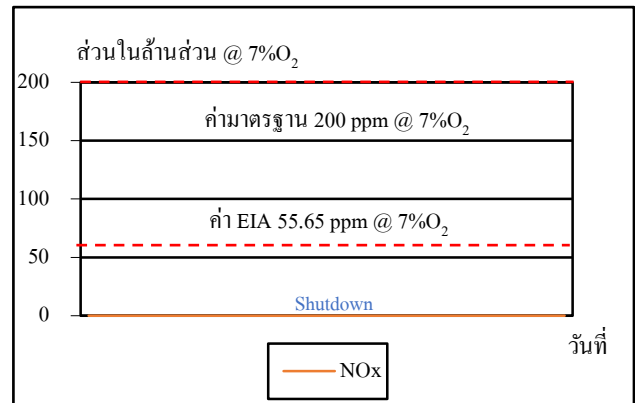 ส่วนในล้านส่วน @ 7%O2
200
ค่ามาตรฐาน 200 ppm @ 7%O2
150
100
ค่า EIA 55.65 ppm @ 7%O2
50
Shutdown
0
วันที่
NOx